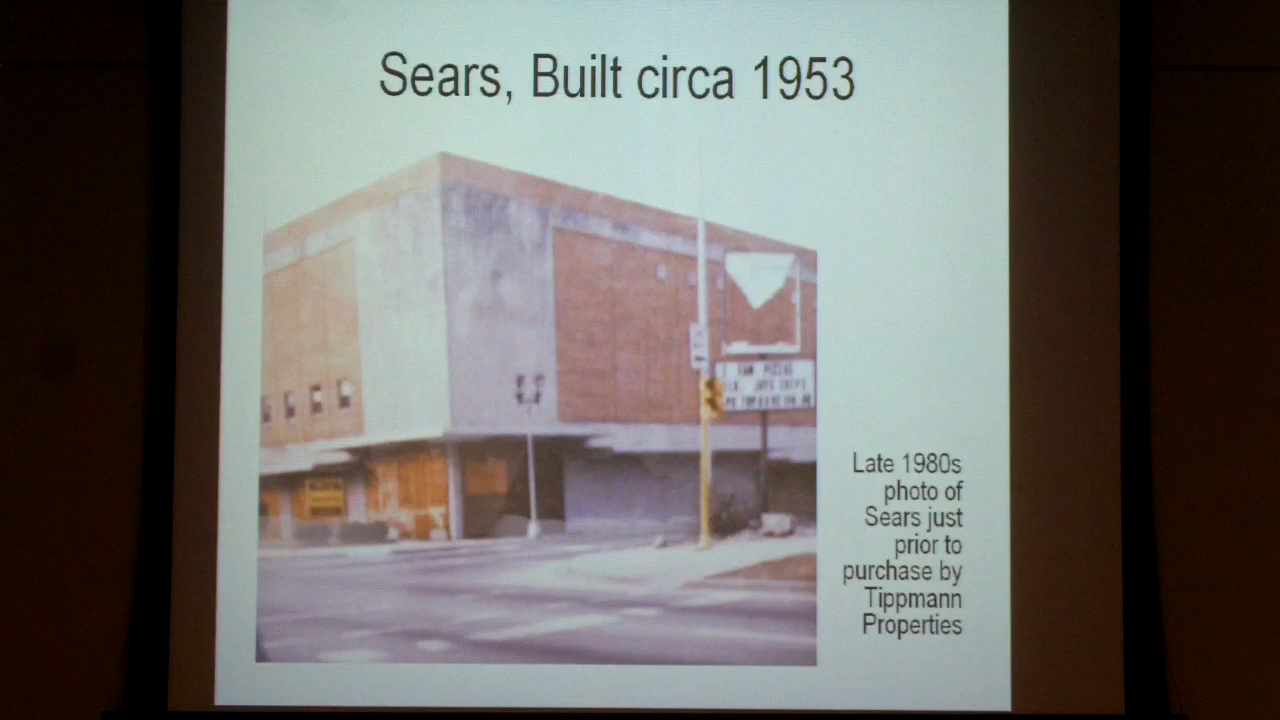 Sears, Built circa 1953
Late 1980s
photo of
Sears just
prior to
purchase by
Tippmann
Properties